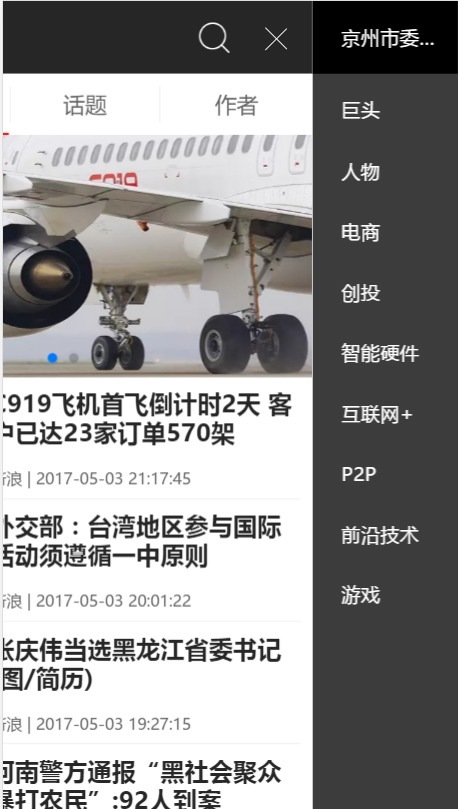 京州市委...
话题
作者
巨头
人物
电商
创投
智能硬件
互联网+
P2P
前沿技术
游戏
C919
C919飞机首飞倒计时2天 客
户已达23家订单570架
新浪 | 2017-05-03 21:17:45
外交部：台湾地区参与国际
活动须遵循一中原则
新浪 | 2017-05-03 20:01:22
张庆伟当选黑龙江省委书记
(图/简历)
新浪 | 2017-05-03 19:27:15
河南警方通报“黑社会聚众
暴打农民”:92人到案